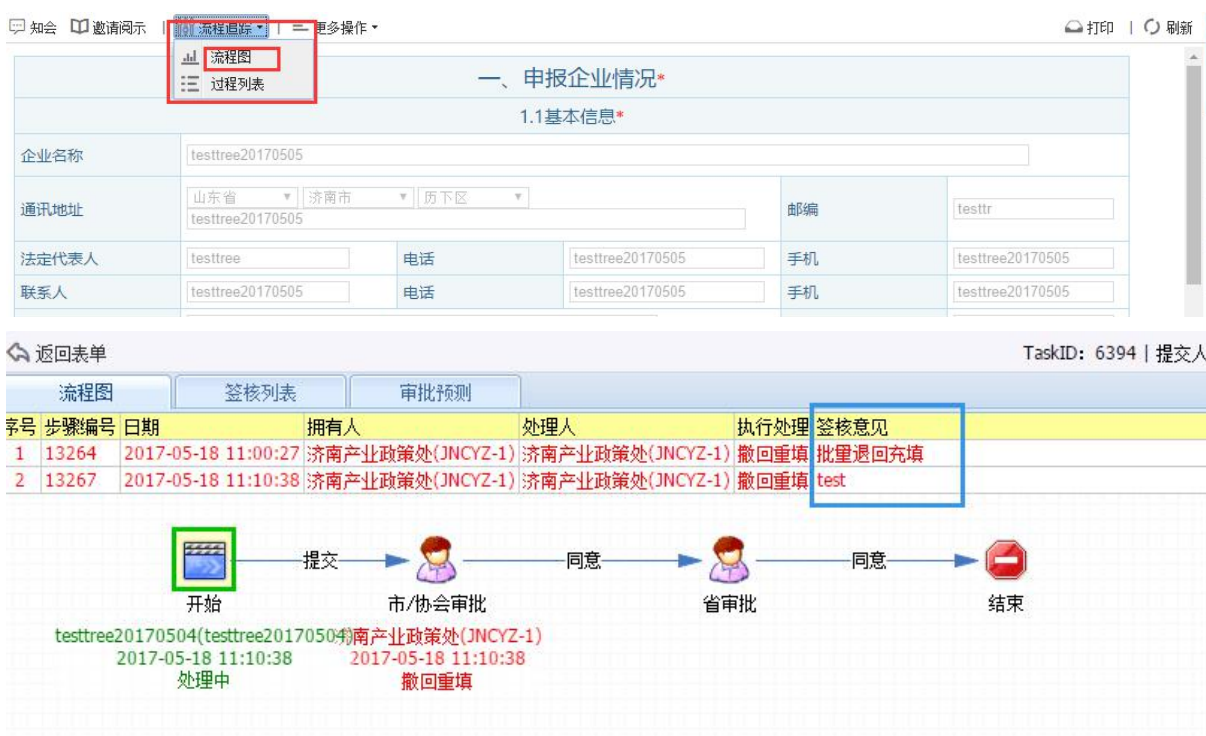 知会 邀请阅示 | 流程追踪 | 更多操作 打印 | 刷新
流程图
过程列表
一、申报企业情况*
1.1基本信息*
企业名称 testtree20170505
通讯地址 山东省 济南市 历下区 邮编 testtr
testtree20170505
法定代表人 testtree 电话 testtree20170505 手机 testtree20170505
联系人 testtree20170505 电话 testtree20170505 手机 testtree20170505
返回表单 TaskID: 6394 | 提交人
流程图 签核列表 审批预测
序号 步骤编号 日期 拥有人 处理人 执行处理 签核意见
1 13264 2017-05-18 11:00:27 济南产业政策处(JNCYZ-1) 济南产业政策处(JNCYZ-1) 撤回重填 批里退回充填
2 13267 2017-05-18 11:10:38 济南产业政策处(JNCYZ-1) 济南产业政策处(JNCYZ-1) 撤回重填 test
提交 同意 同意
开始 市/协会审批 省审批 结束
testtree20170504(testtree20170504) 南产业政策处(JNCYZ-1)
2017-05-18 11:10:38 2017-05-18 11:10:38
处理中 撤回重填